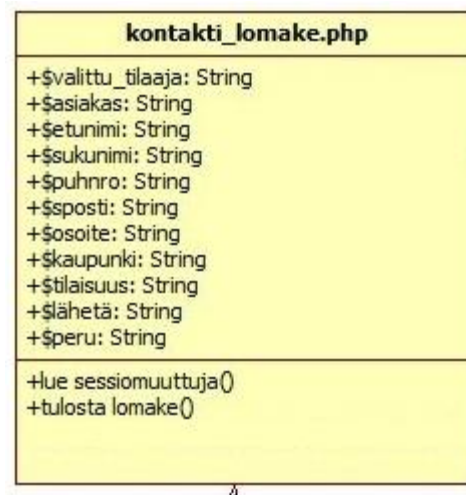 kontakti_lomake.php
+$valittu_tilaaja: String
+$asiakas: String
+$etunimi: String
+$sukunimi: String
+$puhnro: String
+$sposti: String
+$osoite: String
+$kaupunki: String
+$tilaisuus: String
+$lähetä: String
+$peru: String
+lue sessiomuuttuja()
+tulosta lomake()